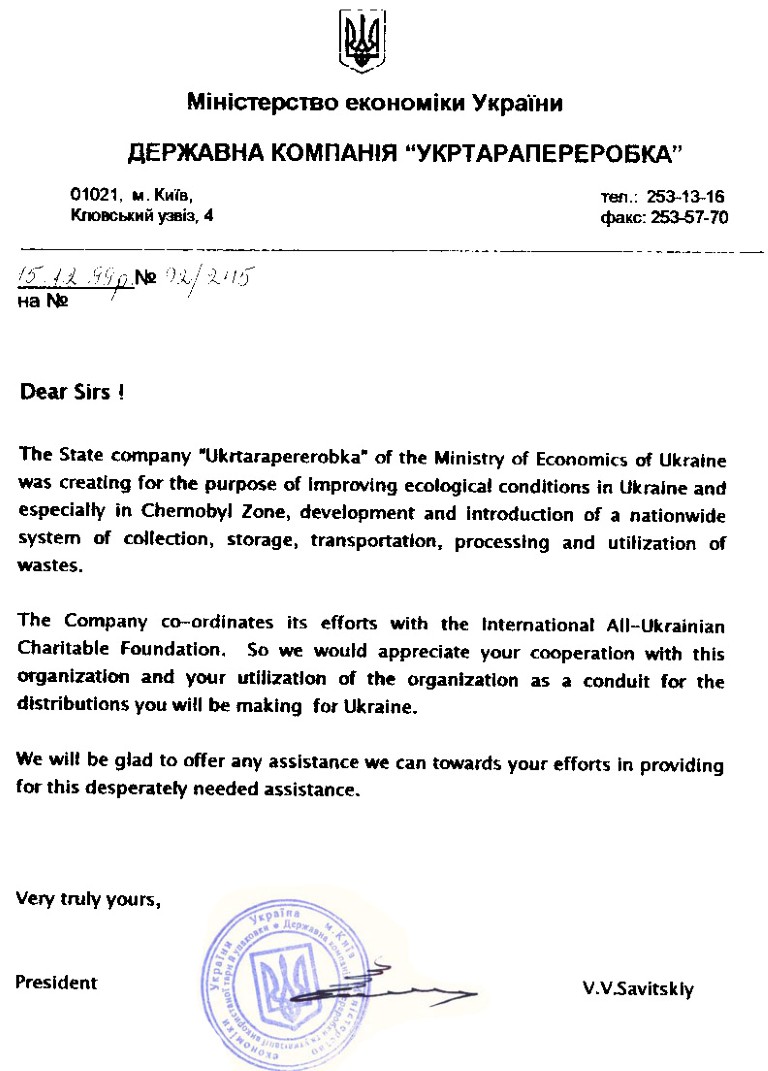 Міністерство економіки України
ДЕРЖАВНА КОМПАНІЯ “УКРТАРАПЕРЕРОБКА”
01021, м. Київ,
Кловський узвіз, 4
тел.: 253-13-16
факс: 253-57-70
15.12.99р. № 02/2115
на №
Dear Sirs !
The State company "Ukrtarapererobka" of the Ministry of Economics of Ukraine
was creating for the purpose of improving ecological conditions in Ukraine and
especially in Chernobyl Zone, development and introduction of a nationwide
system of collection, storage, transportation, processing and utilization of
wastes.
The Company co-ordinates its efforts with the International All-Ukrainian
Charitable Foundation. So we would appreciate your cooperation with this
organization and your utilization of the organization as a conduit for the
distributions you will be making for Ukraine.
We will be glad to offer any assistance we can towards your efforts in providing
for this desperately needed assistance.
Very truly yours,
President
V.V.Savitskiy
Україна м.Київ Міністерство економіки України
Державна